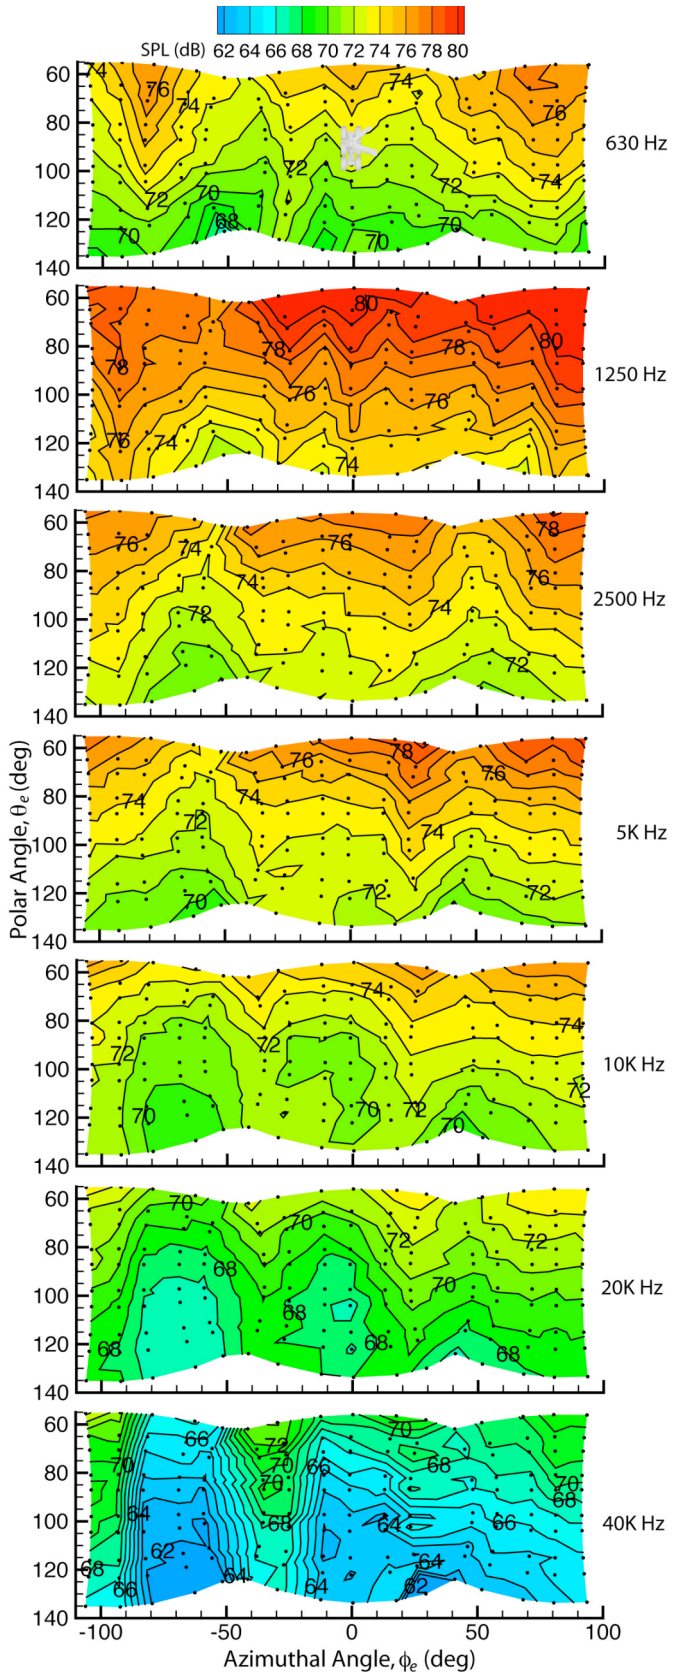 SPL (dB) 62 64 66 68 70 72 74 76 78 80
60 80 100 120 140
74 76 74 74 76 72 72 74 70 68 70 70 70
630 Hz
60 80 100 120 140
80 78 78 80 78 76 76 76 74 74
1250 Hz
60 80 100 120 140
76 74 76 78 74 76 74 72 72
2500 Hz
Polar Angle, θe (deg)
60 80 100 120 140
76 78 76 74 74 72 74 72 72 70
5K Hz
60 80 100 120 140
74 74 72 72 72 70 70 72 70
10K Hz
60 80 100 120 140
70 70 72 72 68 70 68 68 68 68
20K Hz
60 80 100 120 140
66 72 70 70 70 66 68 70 70 68 64 68 64 66 62 64 68 66 64 64 62
40K Hz
-100 -50 0 50 100
Azimuthal Angle, ϕe (deg)